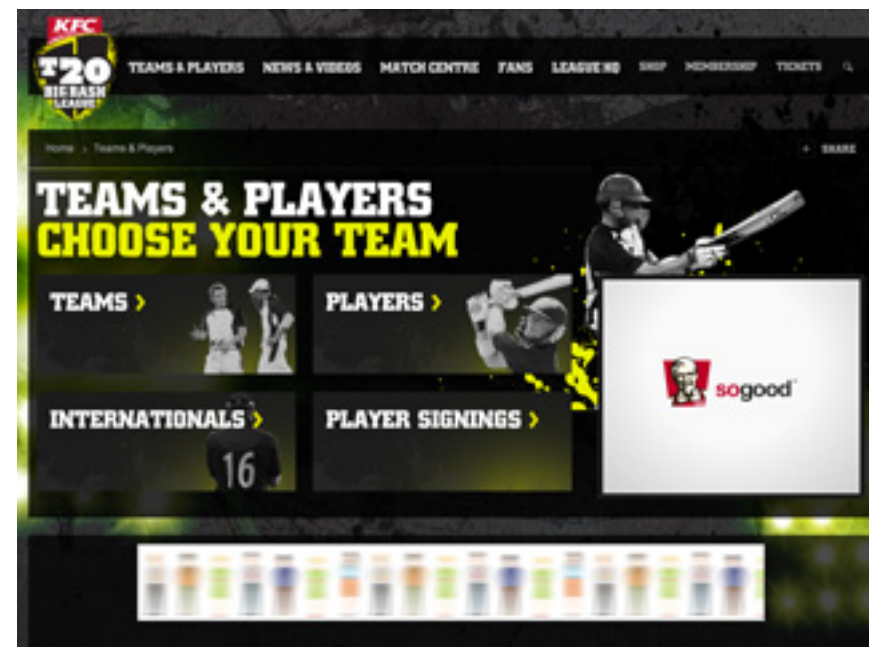 KFC
T20
BIG BASH
LEAGUE
TEAMS & PLAYERS NEWS & VIDEOS MATCH CENTRE FANS LEAGUE HQ SHOP MEMBERSHIP TICKETS
Home › Teams & Players
+ SHARE
TEAMS & PLAYERS
CHOOSE YOUR TEAM
TEAMS ›
PLAYERS ›
sogood
INTERNATIONALS ›
PLAYER SIGNINGS ›
16